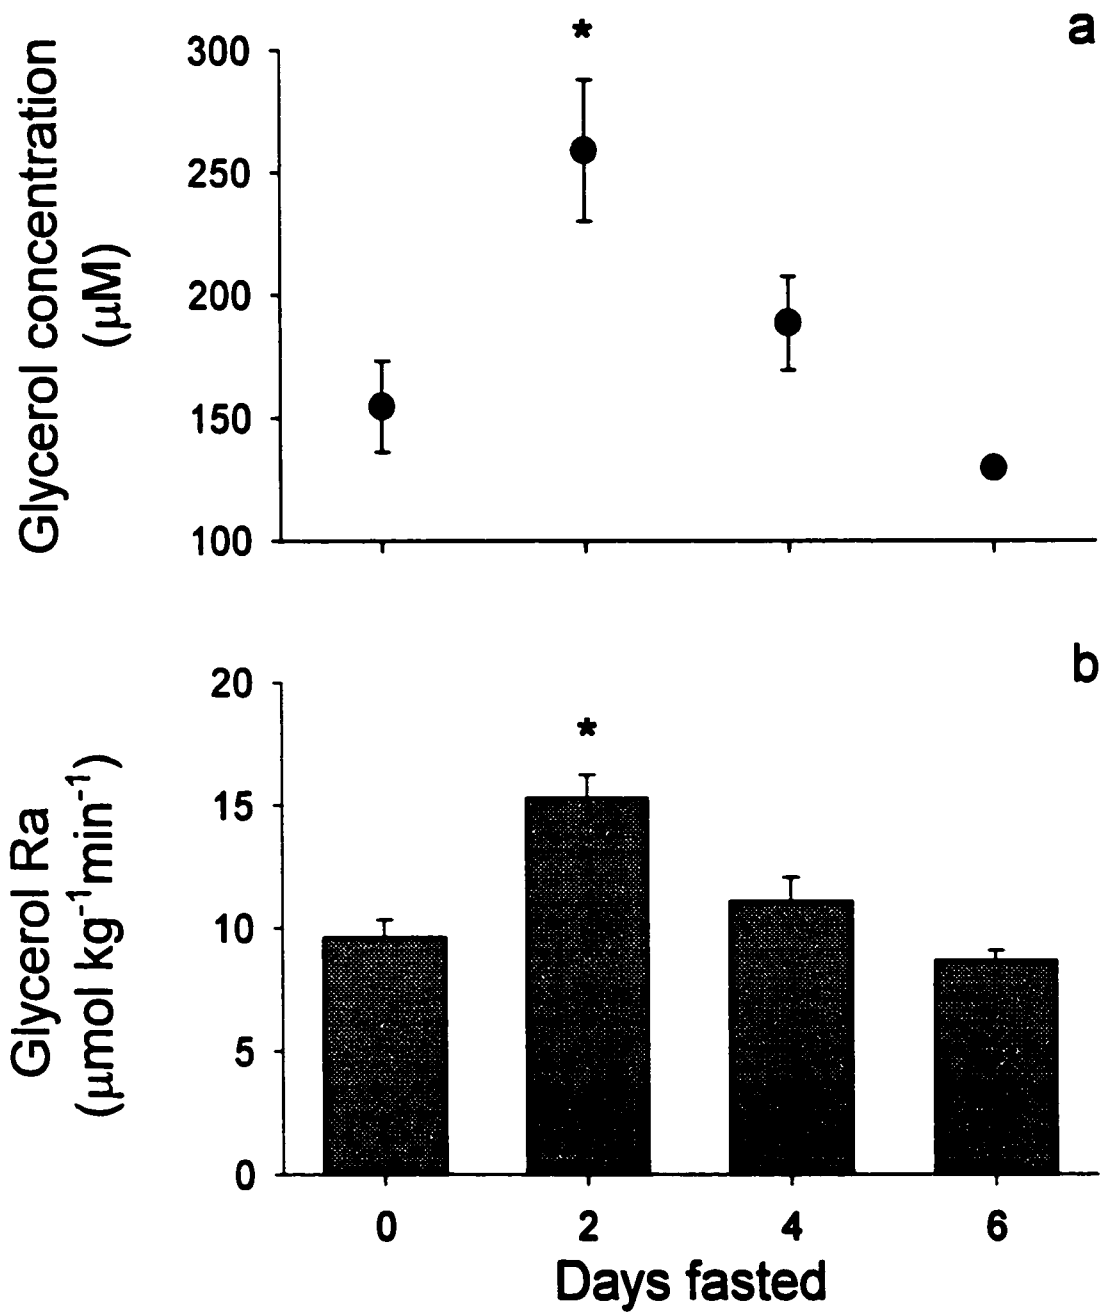 a
*
Glycerol concentration
(μM)
300
250
200
150
100
b
*
Glycerol Ra
(μmol kg⁻¹min⁻¹)
20
15
10
5
0
0 2 4 6
Days fasted